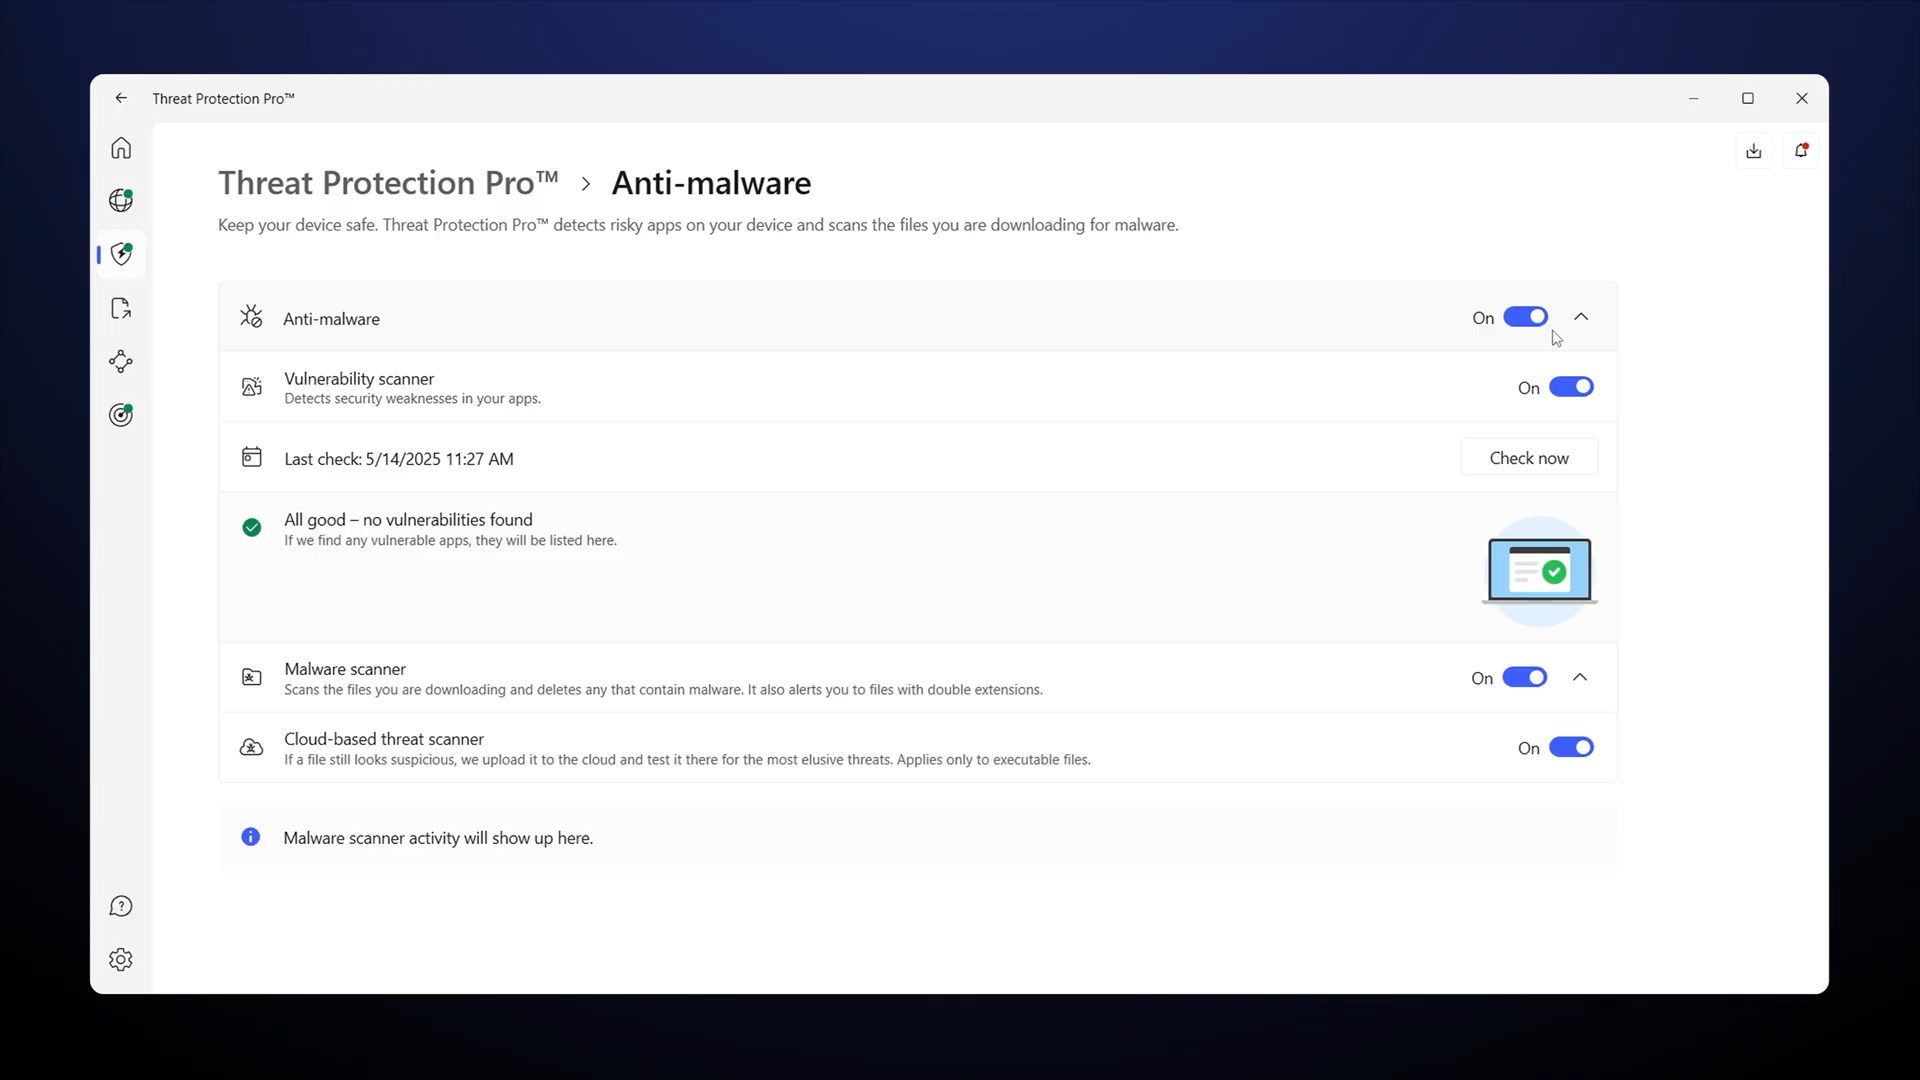 Threat Protection Pro™
Threat Protection Pro™ > Anti-malware
Keep your device safe. Threat Protection Pro™ detects risky apps on your device and scans the files you are downloading for malware.
Anti-malware
On
Vulnerability scanner
Detects security weaknesses in your apps.
On
Last check: 5/14/2025 11:27 AM
Check now
All good – no vulnerabilities found
If we find any vulnerable apps, they will be listed here.
Malware scanner
Scans the files you are downloading and deletes any that contain malware. It also alerts you to files with double extensions.
On
Cloud-based threat scanner
If a file still looks suspicious, we upload it to the cloud and test it there for the most elusive threats. Applies only to executable files.
On
Malware scanner activity will show up here.